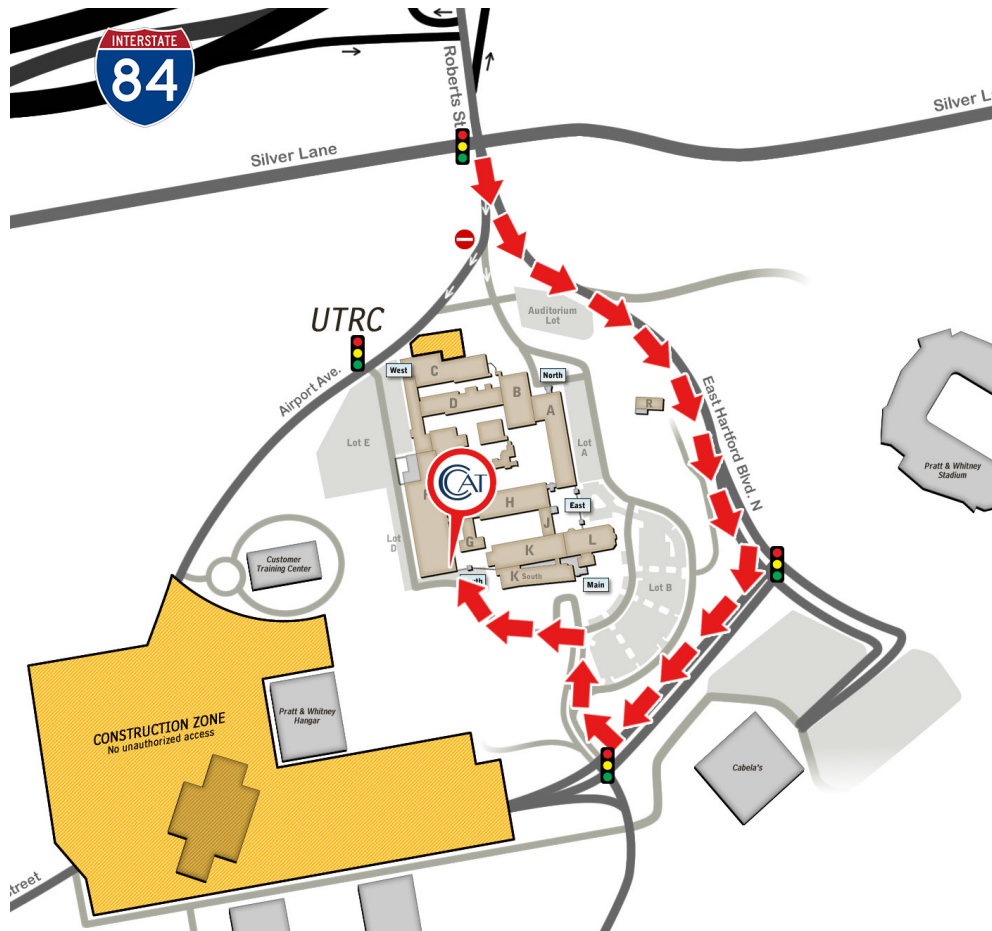 INTERSTATE
84
Roberts St.
Silver Lane
Silver L
UTRC
Auditorium
Lot
Airport Ave.
West
C
North
B
D
A
R
East Hartford Blvd. N
Lot E
Lot
A
Pratt & Whitney
Stadium
CCAT
H
East
J
Lot
D
G
K
L
Customer
Training Center
K South
Main
Lot B
CONSTRUCTION ZONE
No unauthorized access
Pratt & Whitney
Hangar
Cabela's
treet